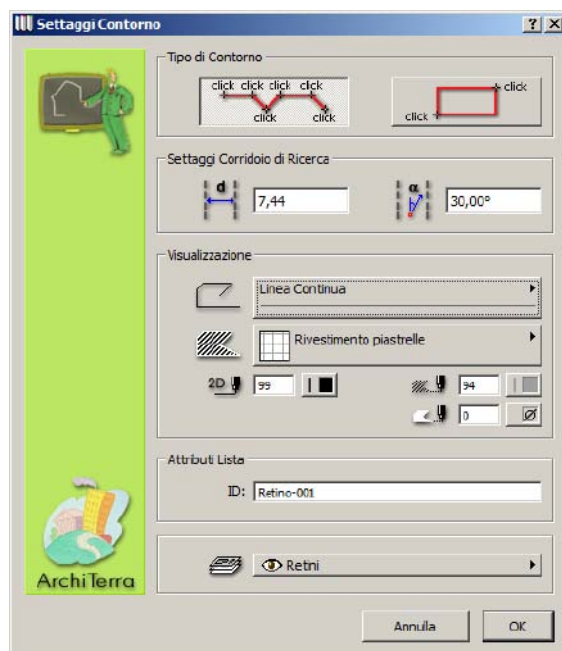 Settaggi Contorno
Tipo di Contorno
click click click click
click click
click
click
Settaggi Corridoio di Ricerca
d
7,44
α
30,00°
Visualizzazione
Linea Continua
Rivestimento piastrelle
2D
99
94
0
Attributi Lista
ID:
Retino-001
Retini
ArchiTerra
Annulla
OK